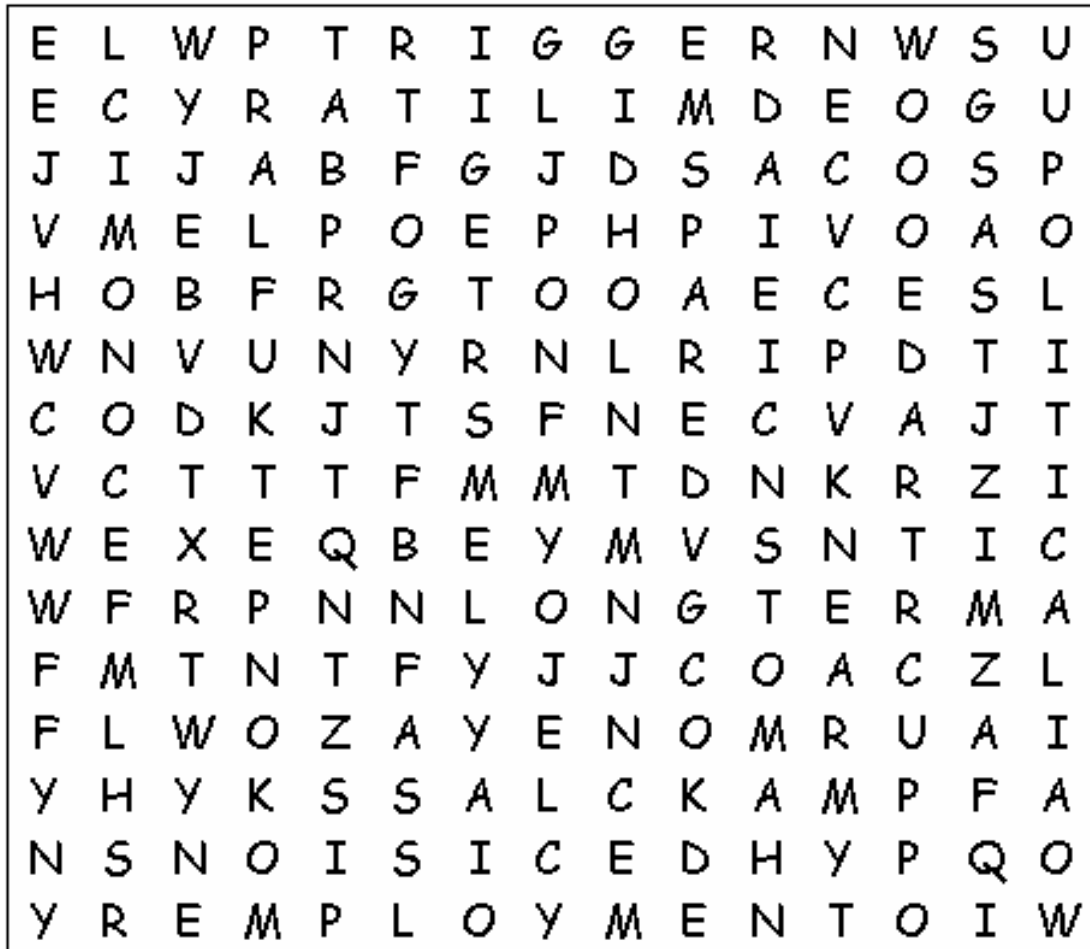 E L W P T R I G G E R N W S U
E C Y R A T I L I M D E O G U
J I J A B F G J D S A C O S P
V M E L P O E P H P I V O A O
H O B F R G T O O A E C E S L
W N V U N Y R N L R I P D T I
C O D K J T S F N E C V A J T
V C T T T F M M T D N K R Z I
W E X E Q B E Y M V S N T I C
W F R P N N L O N G T E R M A
F M T N T F Y J J C O A C Z L
F L W O Z A Y E N O M R U A I
Y H Y K S S A L C K A M P F A
N S N O I S I C E D H Y P Q O
Y R E M P L O Y M E N T O I W